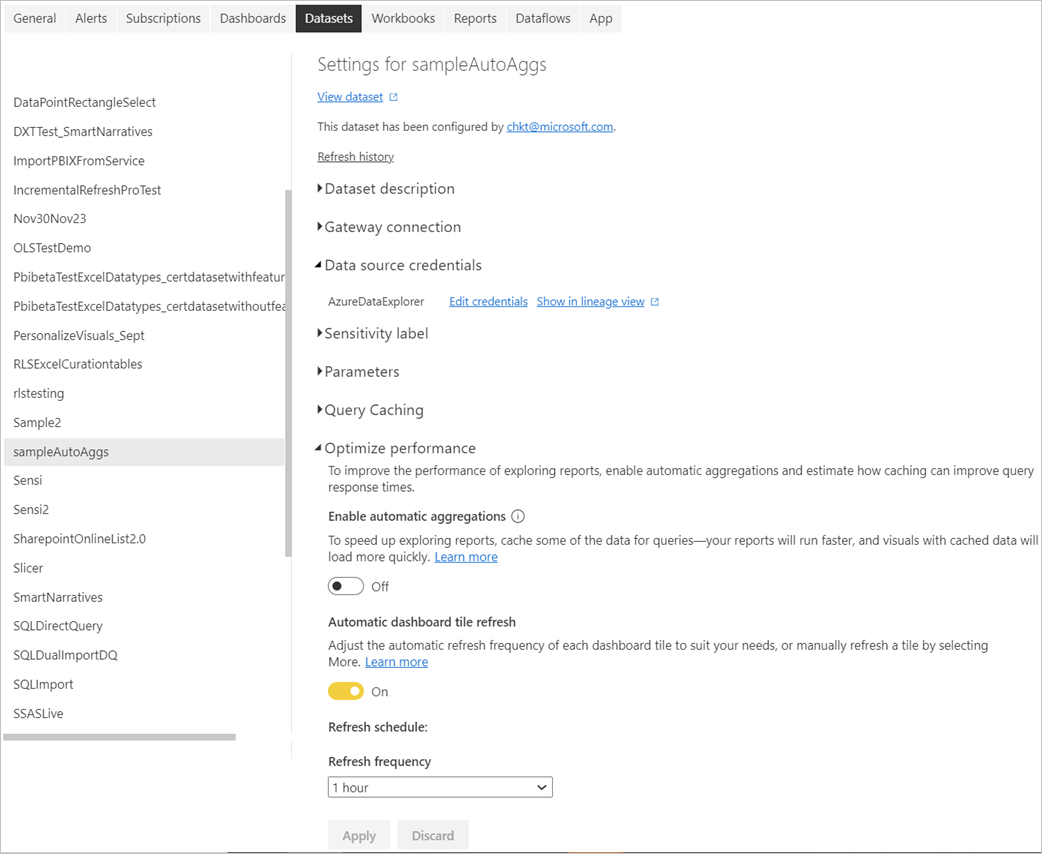 General Alerts Subscriptions Dashboards Datasets Workbooks Reports Dataflows App
DataPointRectangleSelect
DXTTest_SmartNarratives
ImportPBIXFromService
IncrementalRefreshProTest
Nov30Nov23
OLSTestDemo
PbibetaTestExcelDatatypes_certdatasetwithfeatur
PbibetaTestExcelDatatypes_certdatasetwithoutfea
PersonalizeVisuals_Sept
RLSExcelCurationtables
rlstesting
Sample2
sampleAutoAggs
Sensi
Sensi2
SharepointOnlineList2.0
Slicer
SmartNarratives
SQLDirectQuery
SQLDualImportDQ
SQLImport
SSASLive
Settings for sampleAutoAggs
View dataset
This dataset has been configured by chkt@microsoft.com.
Refresh history
Dataset description
Gateway connection
Data source credentials
AzureDataExplorer Edit credentials Show in lineage view
Sensitivity label
Parameters
Query Caching
Optimize performance
To improve the performance of exploring reports, enable automatic aggregations and estimate how caching can improve query
response times.
Enable automatic aggregations
To speed up exploring reports, cache some of the data for queries—your reports will run faster, and visuals with cached data will
load more quickly. Learn more
Off
Automatic dashboard tile refresh
Adjust the automatic refresh frequency of each dashboard tile to suit your needs, or manually refresh a tile by selecting
More. Learn more
On
Refresh schedule:
Refresh frequency
1 hour
Apply Discard